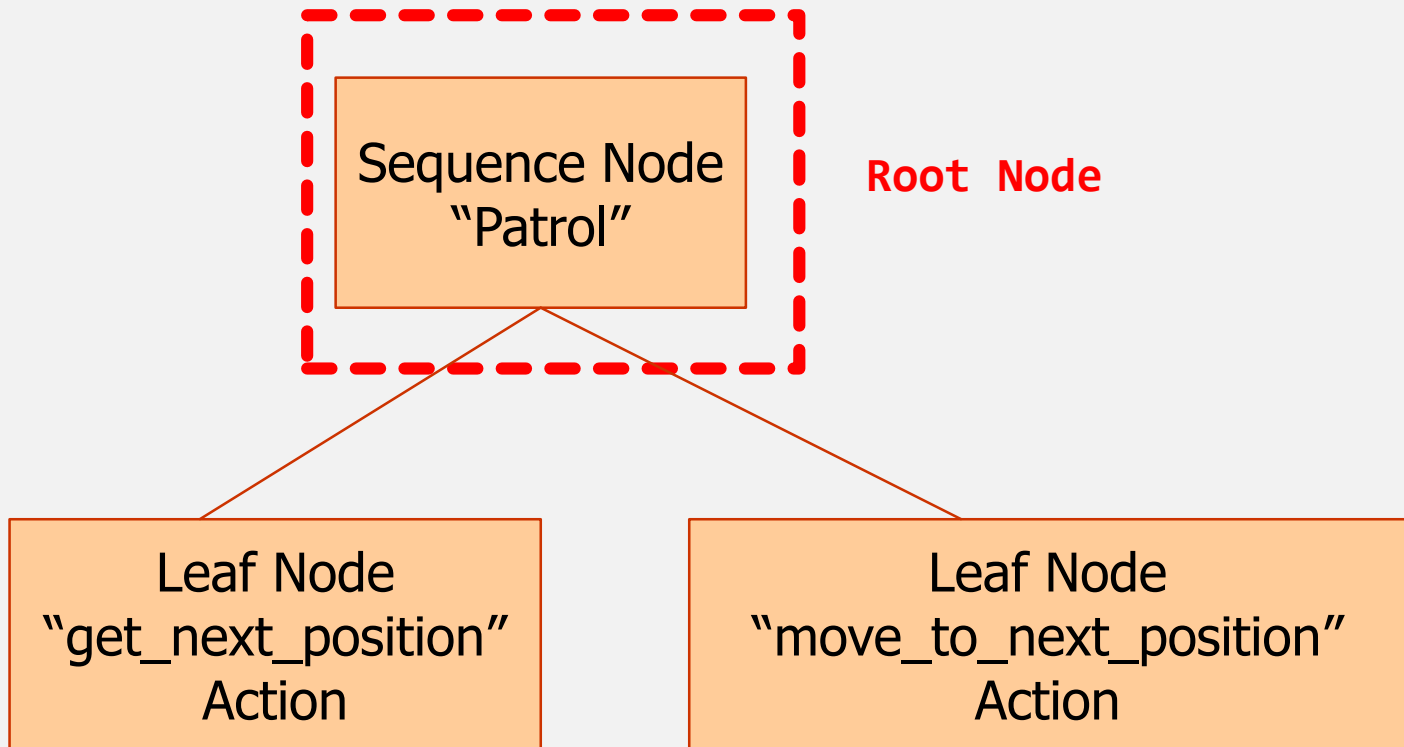 Sequence Node
“Patrol”
Root Node
Leaf Node
“get_next_position”
Action
Leaf Node
“move_to_next_position”
Action